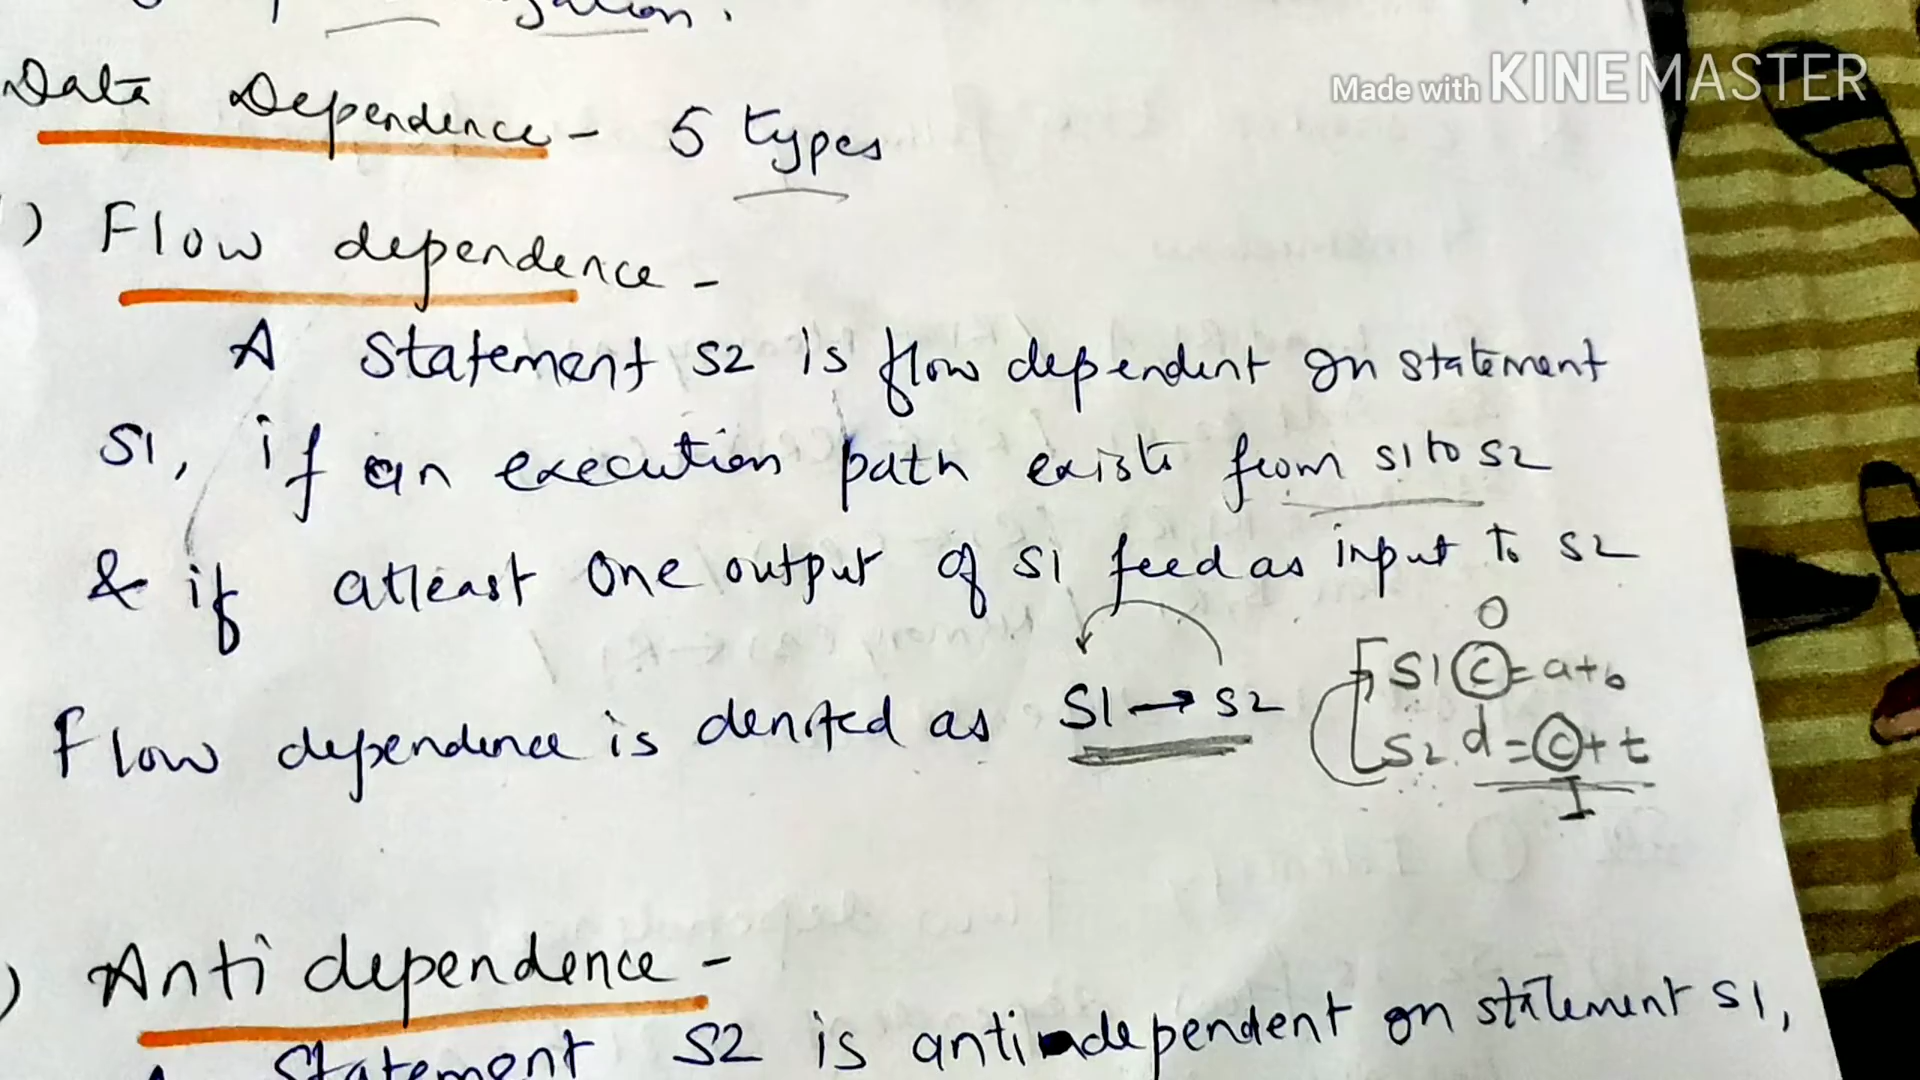 Made with KINEMASTER
Data Dependence - 5 types
) Flow dependence -
A statement S2 is flow dependent on statement
S1, if an execution path exists from S1 to S2
& if atleast one output of S1 feed as input to S2
O
S1 C = a+b
Flow dependence is denoted as S1 → S2
S2 d = C + t
I
) Anti dependence -
A statement S2 is antidependent on statement S1,